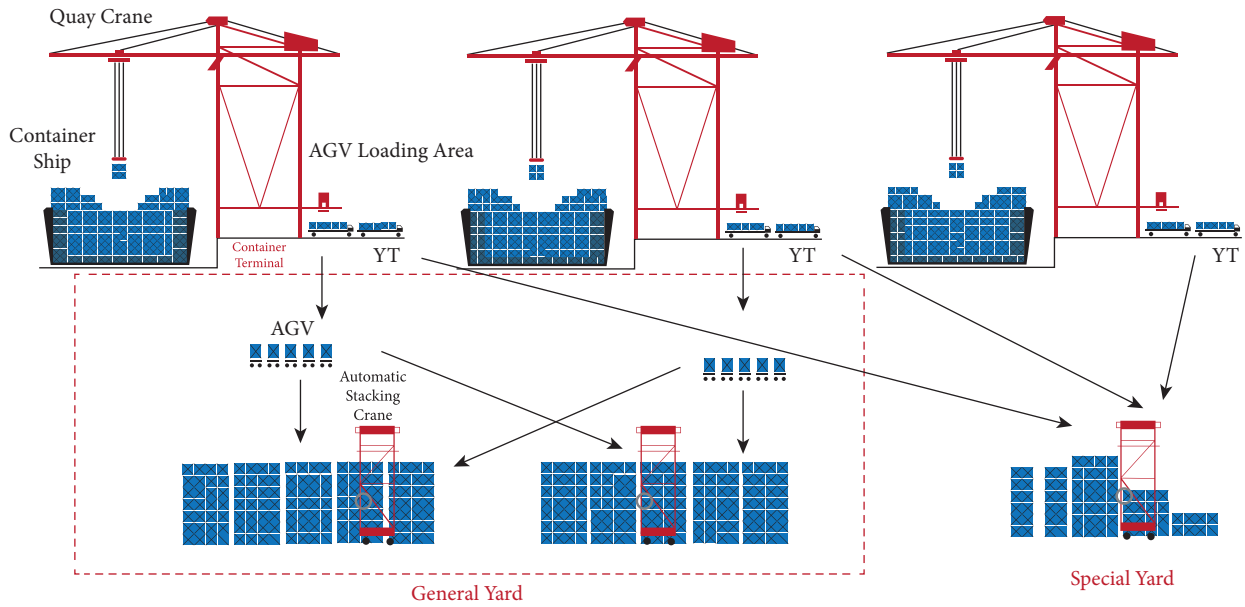 Quay Crane
Container
Ship
AGV Loading Area
Container
Terminal
YT
YT
YT
AGV
Automatic
Stacking
Crane
General Yard
Special Yard